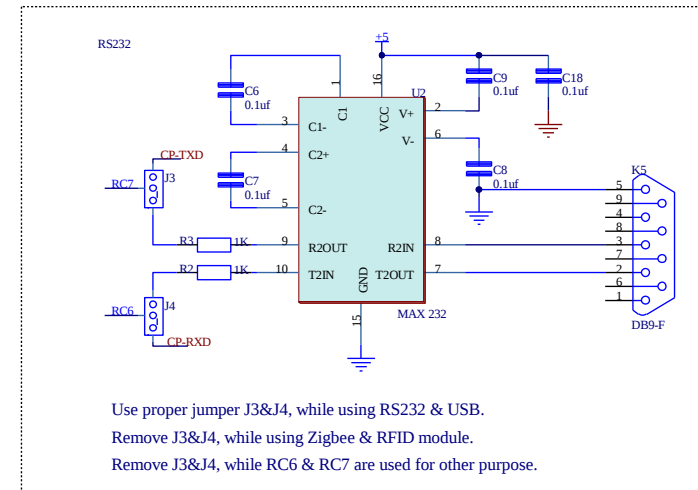 RS232
+5
C6
0.1uf
1
16
U2
C9
0.1uf
C18
0.1uf
C1
VCC
V+
2
3
C1-
V-
6
4
C2+
CP-TXD
J3
RC7
C7
0.1uf
C8
0.1uf
K5
5
C2-
5
9
4
8
3
7
2
6
1
R3
1K
9
R2OUT
R2IN
8
R2
1K
10
T2IN
T2OUT
7
GND
15
MAX 232
DB9-F
RC6
J4
CP-RXD
Use proper jumper J3&J4, while using RS232 & USB.
Remove J3&J4, while using Zigbee & RFID module.
Remove J3&J4, while RC6 & RC7 are used for other purpose.